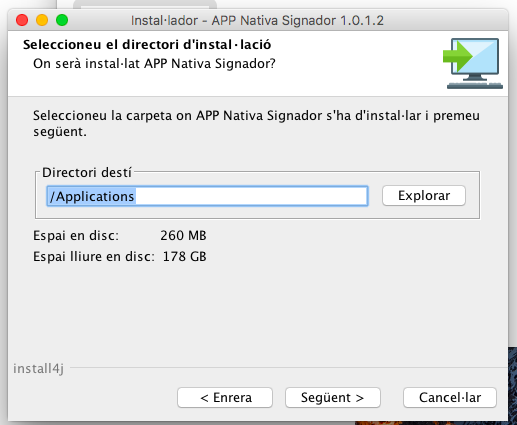 Instal·lador - APP Nativa Signador 1.0.1.2
Seleccioneu el directori d'instal·lació
On serà instal·lat APP Nativa Signador?
Seleccioneu la carpeta on APP Nativa Signador s'ha d'instal·lar i premeu
següent.
Directori destí
/Applications
Explorar
Espai en disc: 260 MB
Espai lliure en disc: 178 GB
install4j
< Enrera
Següent >
Cancel·lar